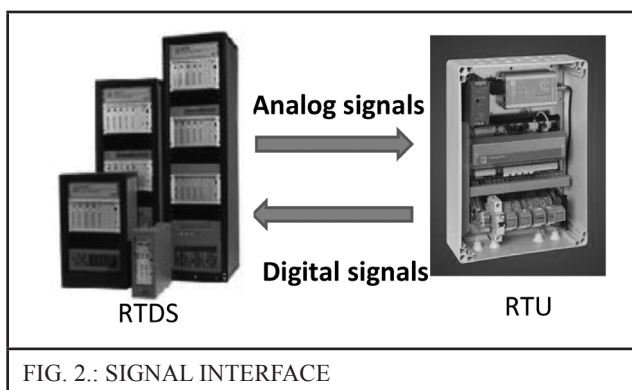 Analog signals
Digital signals
RTDS
RTU
FIG. 2.: SIGNAL INTERFACE